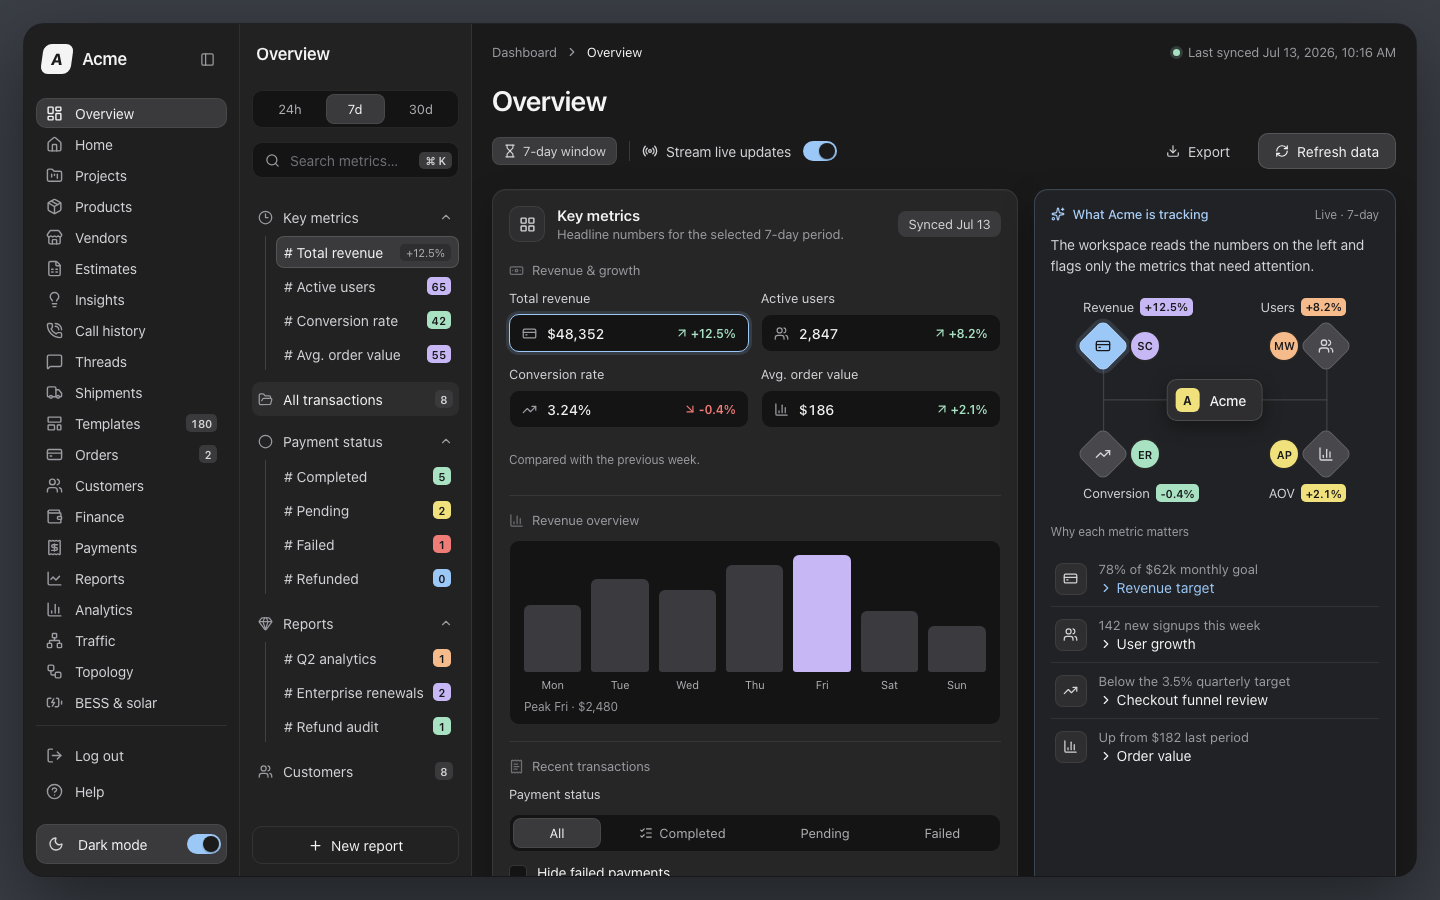 A Acme
Overview
Home
Projects
Products
Vendors
Estimates
Insights
Call history
Threads
Shipments
Templates 180
Orders 2
Customers
Finance
Payments
Reports
Analytics
Traffic
Topology
BESS & solar
Log out
Help
Dark mode
Overview
24h 7d 30d
Search metrics... ⌘ K
Key metrics
# Total revenue +12.5%
# Active users 65
# Conversion rate 42
# Avg. order value 55
All transactions 8
Payment status
# Completed 5
# Pending 2
# Failed 1
# Refunded 0
Reports
# Q2 analytics 1
# Enterprise renewals 2
# Refund audit 1
Customers 8
+ New report
Dashboard > Overview
Last synced Jul 13, 2026, 10:16 AM
Overview
7-day window Stream live updates
Export Refresh data
Key metrics
Headline numbers for the selected 7-day period.
Synced Jul 13
Revenue & growth
Total revenue Active users
$48,352 +12.5% 2,847 +8.2%
Conversion rate Avg. order value
3.24% -0.4% $186 +2.1%
Compared with the previous week.
Revenue overview
Mon Tue Wed Thu Fri Sat Sun
Peak Fri · $2,480
Recent transactions
Payment status
All Completed Pending Failed
Hide failed payments
What Acme is tracking Live · 7-day
The workspace reads the numbers on the left and
flags only the metrics that need attention.
Revenue +12.5% Users +8.2%
SC MW
A Acme
ER AP
Conversion -0.4% AOV +2.1%
Why each metric matters
78% of $62k monthly goal
> Revenue target
142 new signups this week
> User growth
Below the 3.5% quarterly target
> Checkout funnel review
Up from $182 last period
> Order value